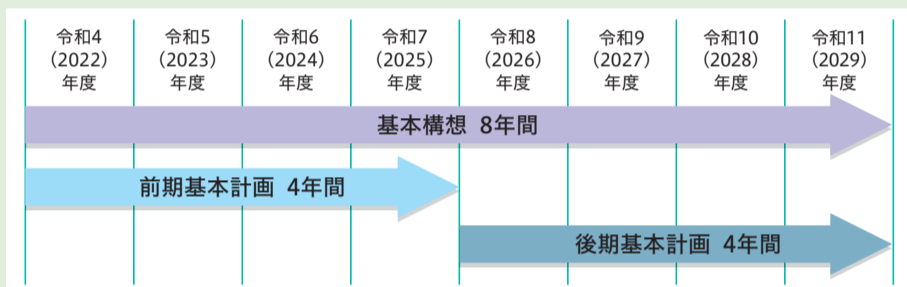 令和4
（2022）
年度
令和5
（2023）
年度
令和6
（2024）
年度
令和7
（2025）
年度
令和8
（2026）
年度
令和9
（2027）
年度
令和10
（2028）
年度
令和11
（2029）
年度
基本構想 8年間
前期基本計画 4年間
後期基本計画 4年間